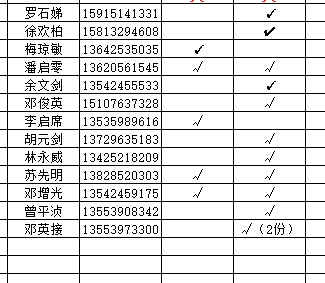 罗石娣 15915141331 ✓
徐欢柏 15813294608 ✓
梅琼敏 13642535035 ✓
潘启零 13620561545 √ √
余文剑 13542455533 ✓
邓俊英 15107637328 √
李启席 13535989616 √
胡元剑 13729635183 √
林永威 13425218209 √
苏先明 13828520303 √ √
邓增光 13542459175 √ √
曾平浈 13553908342 √
邓英接 13553973300 √（2份）